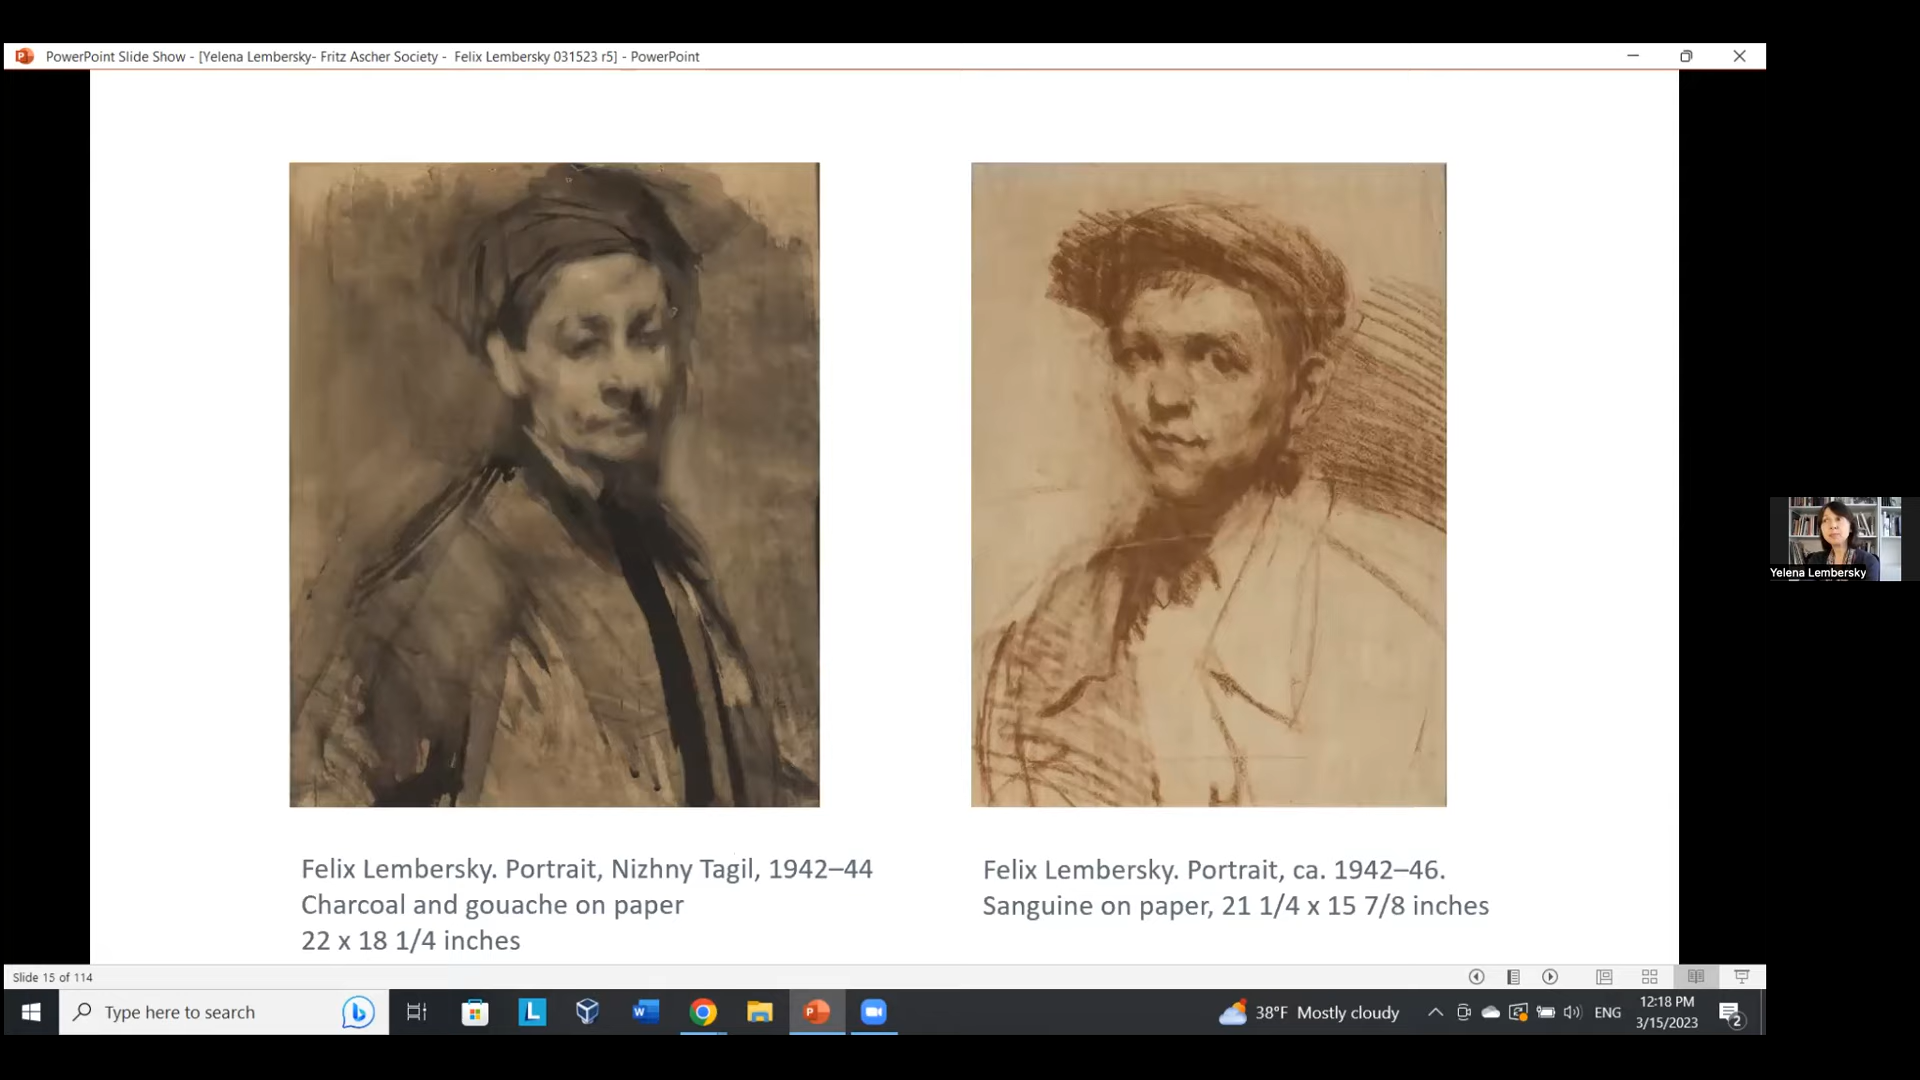 PowerPoint Slide Show - [Yelena Lembersky- Fritz Ascher Society -  Felix Lembersky 031523 r5] - PowerPoint
Felix Lembersky. Portrait, Nizhny Tagil, 1942–44
Charcoal and gouache on paper
22 x 18 1/4 inches
Felix Lembersky. Portrait, ca. 1942–46.
Sanguine on paper, 21 1/4 x 15 7/8 inches
Yelena Lembersky
Slide 15 of 114
Type here to search
38°F Mostly cloudy
ENG
12:18 PM
3/15/2023
2